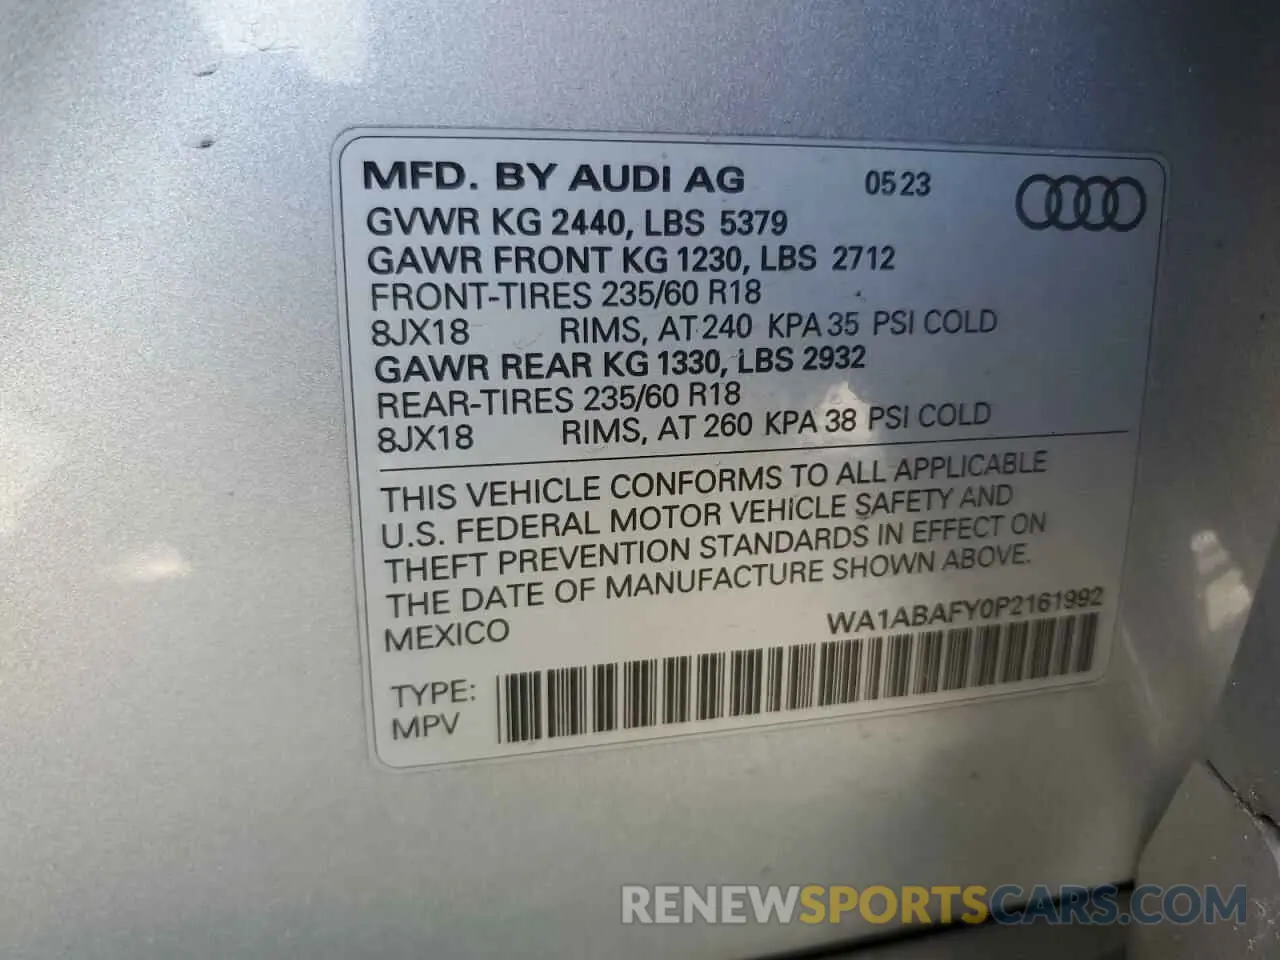 MFD. BY AUDI AG 0523
GVWR KG 2440, LBS 5379
GAWR FRONT KG 1230, LBS 2712
FRONT-TIRES 235/60 R18
8JX18 RIMS, AT 240 KPA 35 PSI COLD
GAWR REAR KG 1330, LBS 2932
REAR-TIRES 235/60 R18
8JX18 RIMS, AT 260 KPA 38 PSI COLD
THIS VEHICLE CONFORMS TO ALL APPLICABLE
U.S. FEDERAL MOTOR VEHICLE SAFETY AND
THEFT PREVENTION STANDARDS IN EFFECT ON
THE DATE OF MANUFACTURE SHOWN ABOVE.
MEXICO WA1ABAFY0P2161992
TYPE:
MPV
RENEWSPORTSCARS.COM